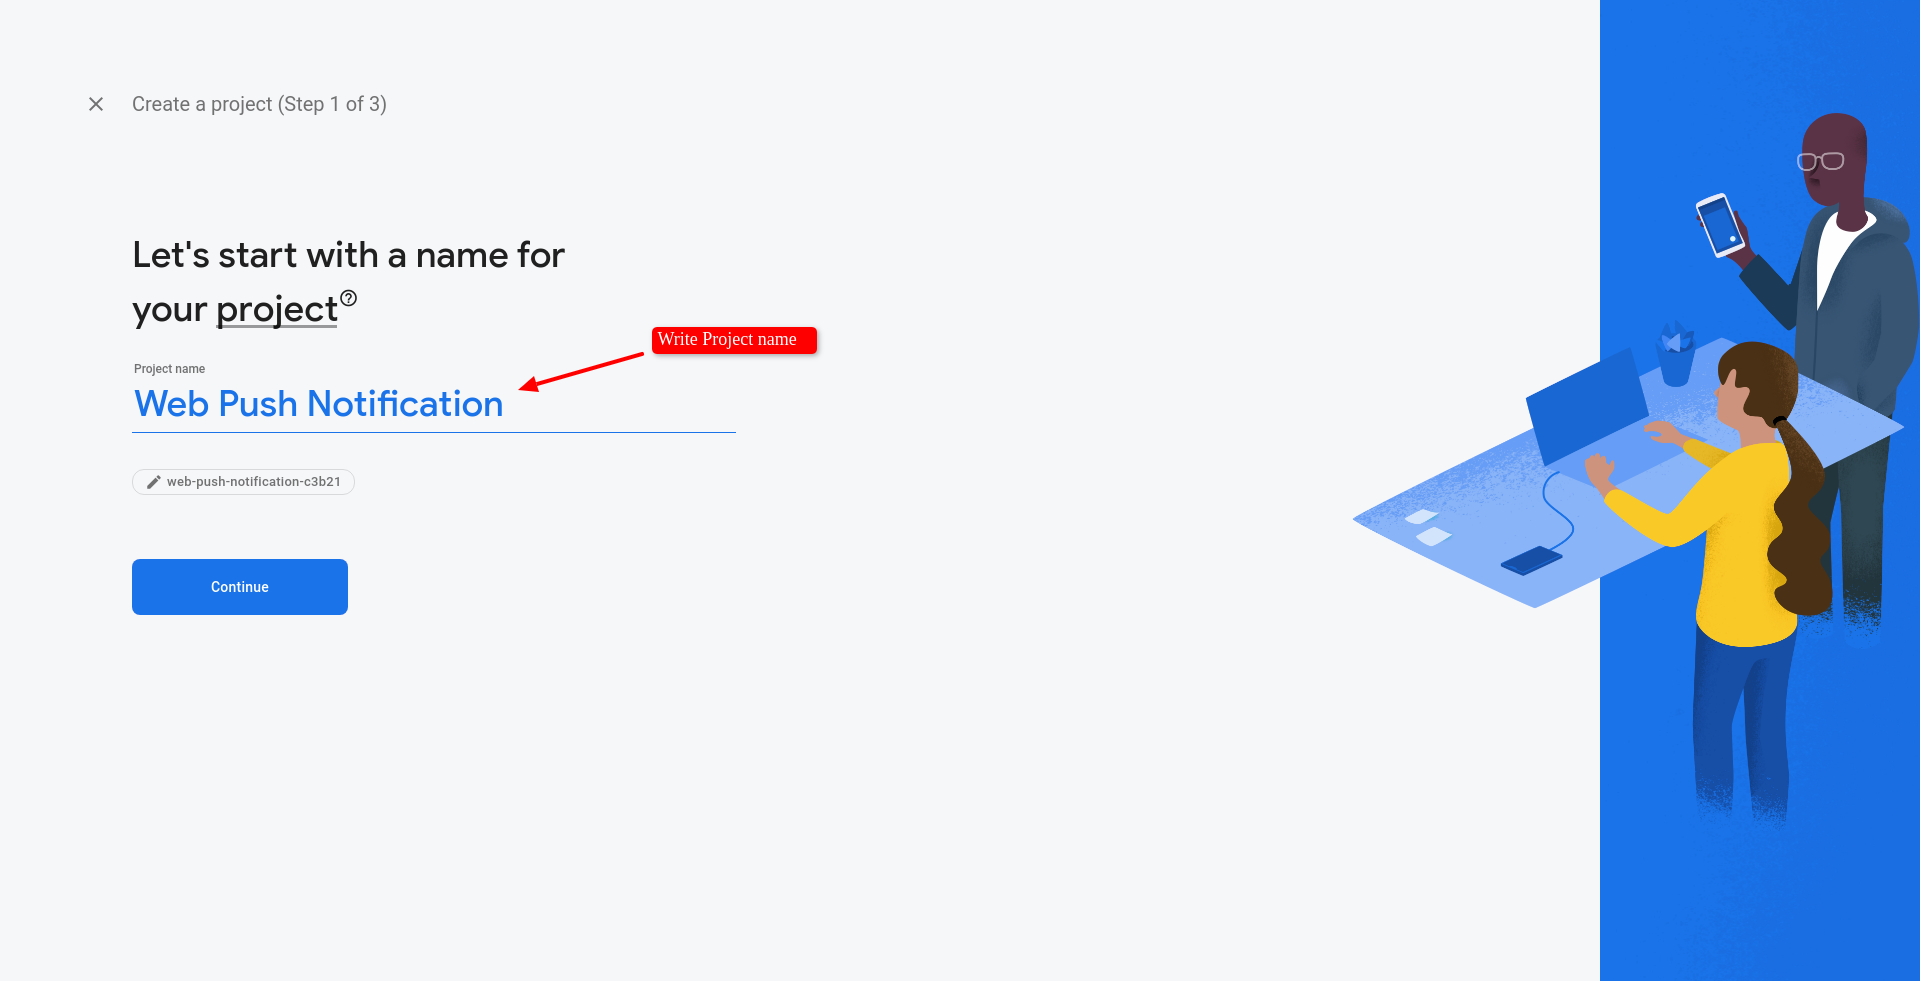 Create a project (Step 1 of 3)
Let's start with a name for
your project
Write Project name
Project name
Web Push Notification
web-push-notification-c3b21
Continue